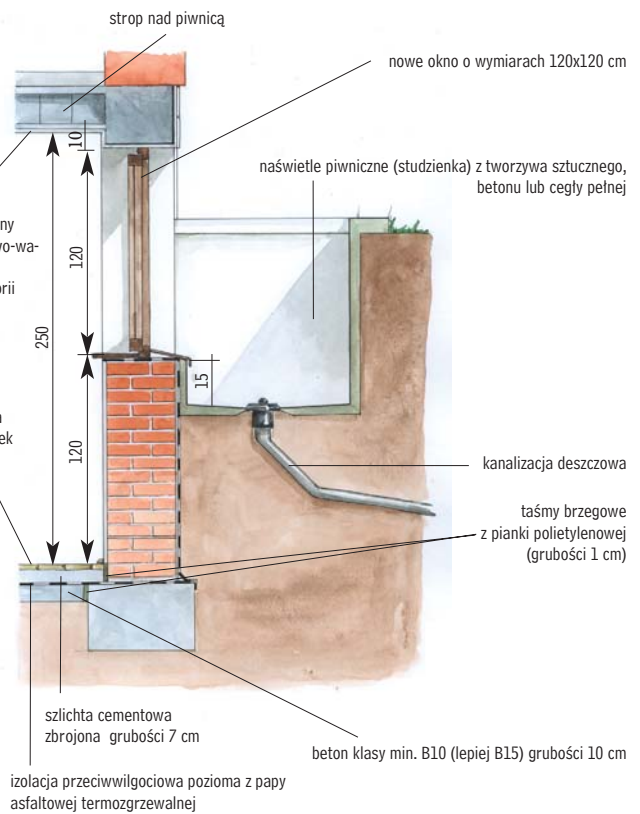 strop nad piwnicą
nowe okno o wymiarach 120x120 cm
10
naświetle piwniczne (studzienka) z tworzywa sztucznego,
betonu lub cegły pełnej
ny
wo-wa-
rii
120
250
15
120
ek
kanalizacja deszczowa
taśmy brzegowe
z pianki polietylenowej
(grubości 1 cm)
szlichta cementowa
zbrojona grubości 7 cm
beton klasy min. B10 (lepiej B15) grubości 10 cm
izolacja przeciwwilgociowa pozioma z papy
asfaltowej termozgrzewalnej